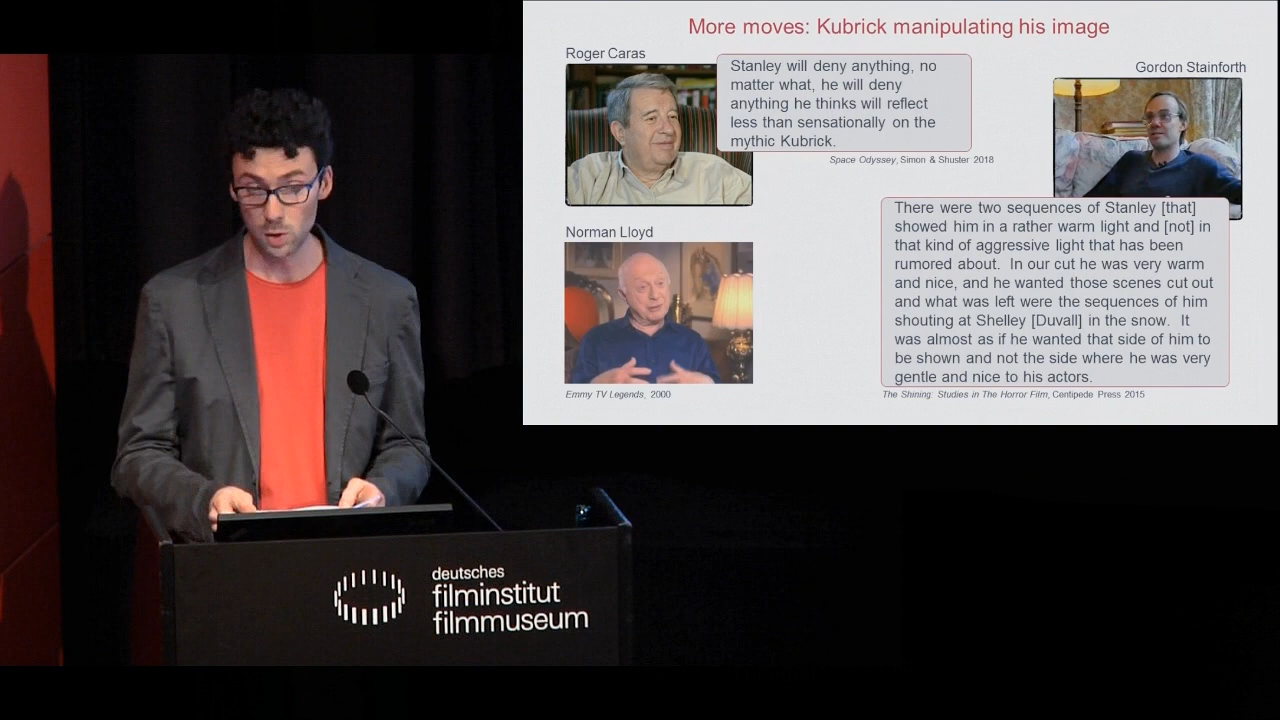 More moves: Kubrick manipulating his image
Roger Caras
Stanley will deny anything, no
matter what, he will deny
anything he thinks will reflect
less than sensationally on the
mythic Kubrick.
Space Odyssey, Simon & Shuster 2018
Gordon Stainforth
There were two sequences of Stanley [that]
showed him in a rather warm light and [not] in
that kind of aggressive light that has been
rumored about. In our cut he was very warm
and nice, and he wanted those scenes cut out
and what was left were the sequences of him
shouting at Shelley [Duvall] in the snow. It
was almost as if he wanted that side of him to
be shown and not the side where he was very
gentle and nice to his actors.
The Shining: Studies in The Horror Film, Centipede Press 2015
Norman Lloyd
Emmy TV Legends, 2000
deutsches
filminstitut
filmmuseum